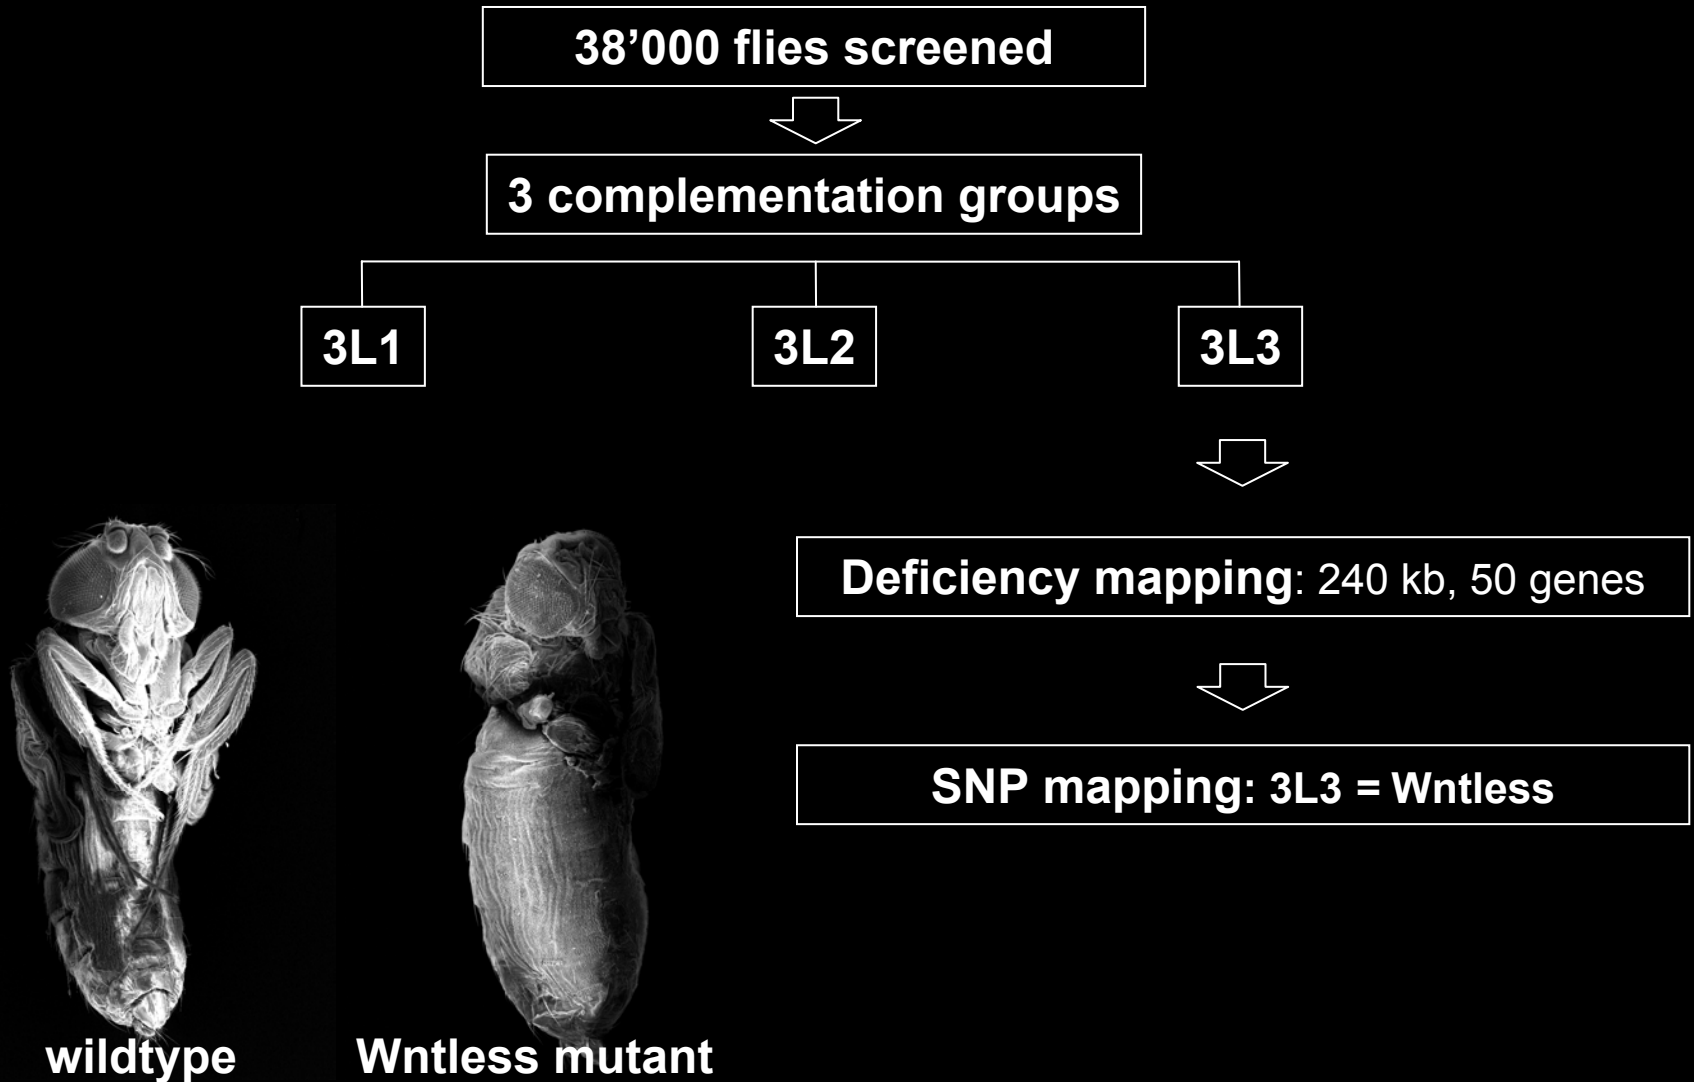 38’000 flies screened
3 complementation groups
3L1
3L2
3L3
Deficiency mapping: 240 kb, 50 genes
SNP mapping: 3L3 = Wntless
wildtype
Wntless mutant